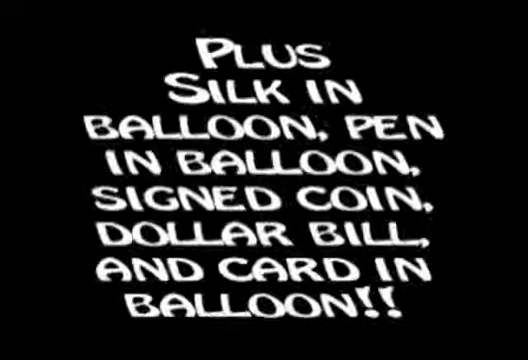 Plus
Silk in
balloon, pen
in balloon,
signed coin,
dollar bill,
and card in
balloon!!